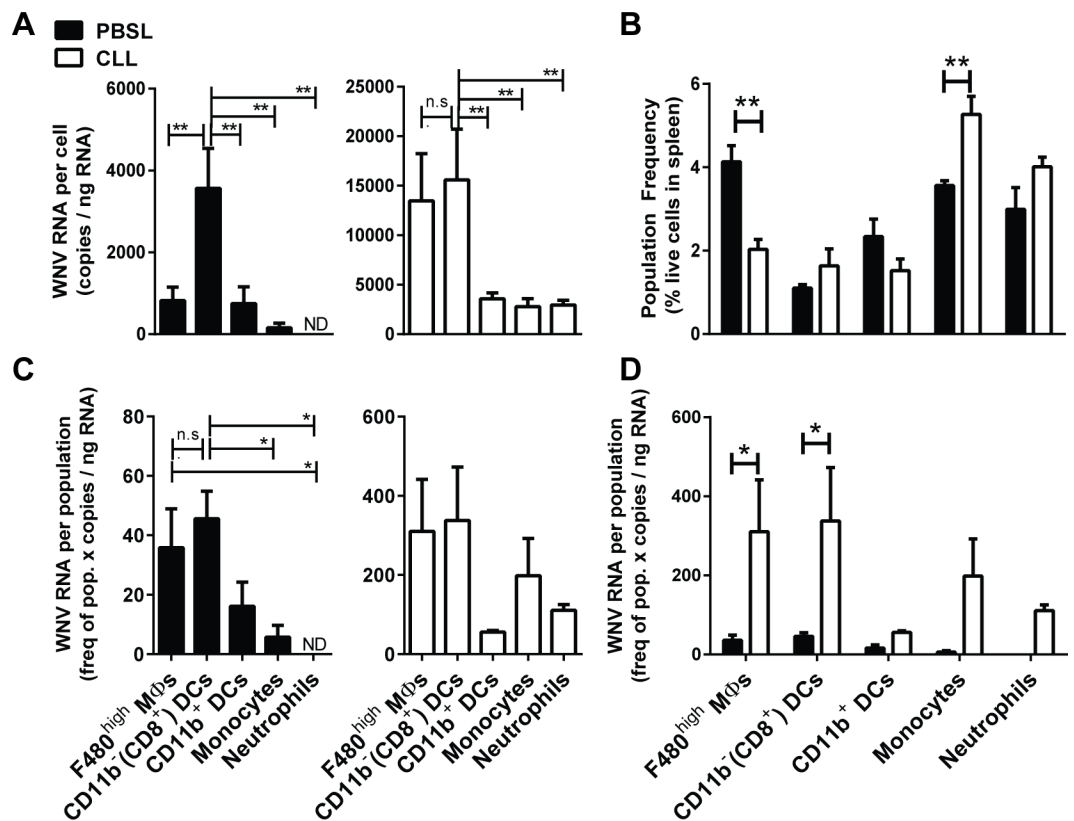 A
PBSL
CLL
B
WNV RNA per cell
(copies / ng RNA)
6000
4000
2000
0
**
**
**
**
ND
25000
20000
15000
10000
5000
0
n.s
**
**
**
Population Frequency
(% live cells in spleen)
6
4
2
0
**
**
C
WNV RNA per population
(freq of pop. x copies / ng RNA)
80
60
40
20
0
n.s
*
*
*
ND
F480high MΦs
CD11b-(CD8+) DCs
CD11b+ DCs
Monocytes
Neutrophils
600
400
200
0
F480high MΦs
CD11b-(CD8+) DCs
CD11b+ DCs
Monocytes
Neutrophils
D
WNV RNA per population
(freq of pop. x copies / ng RNA)
600
400
200
0
*
*
F480high MΦs
CD11b-(CD8+) DCs
CD11b+ DCs
Monocytes
Neutrophils